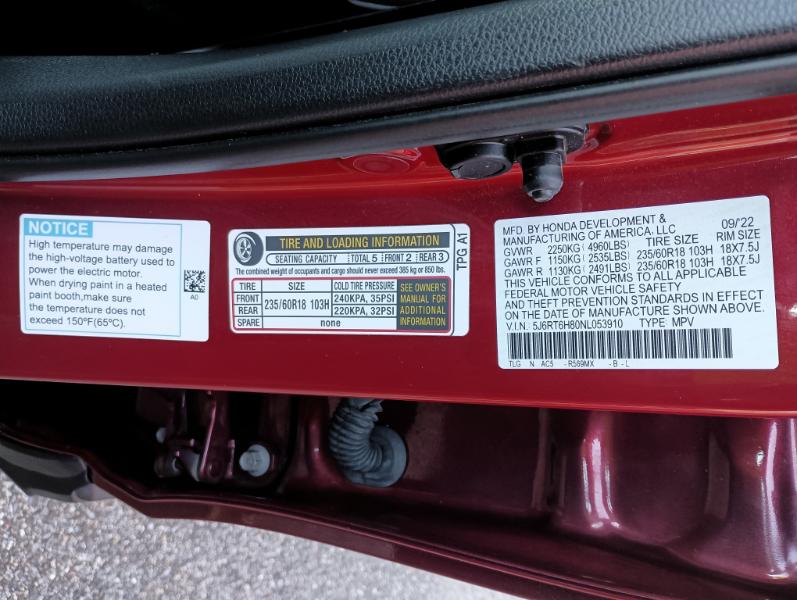 NOTICE
High temperature may damage
the high-voltage battery used to
power the electric motor.
When drying paint in a heated
paint booth,make sure
the temperature does not
exceed 150°F(65°C).
A0
TIRE AND LOADING INFORMATION
SEATING CAPACITY TOTAL 5 FRONT 2 REAR 3
The combined weight of occupants and cargo should never exceed 385 kg or 850 lbs.
TIRE SIZE COLD TIRE PRESSURE
FRONT 235/60R18 103H 240KPA, 35PSI
REAR 220KPA, 32PSI
SPARE none
SEE OWNER'S
MANUAL FOR
ADDITIONAL
INFORMATION
TPG A1
MFD. BY HONDA DEVELOPMENT &
MANUFACTURING OF AMERICA, LLC 09/'22
GVWR 2250KG( 4960LBS) TIRE SIZE RIM SIZE
GAWR F 1150KG( 2535LBS) 235/60R18 103H 18X7.5J
GAWR R 1130KG( 2491LBS) 235/60R18 103H 18X7.5J
THIS VEHICLE CONFORMS TO ALL APPLICABLE
FEDERAL MOTOR VEHICLE SAFETY
AND THEFT PREVENTION STANDARDS IN EFFECT
ON THE DATE OF MANUFACTURE SHOWN ABOVE.
V.I.N. 5J6RT6H80NL053910 TYPE: MPV
TLG N AC5 -R569MX -B-L